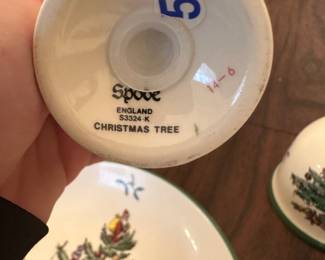 5
Spode
ENGLAND
S3324-K
CHRISTMAS TREE
14-6